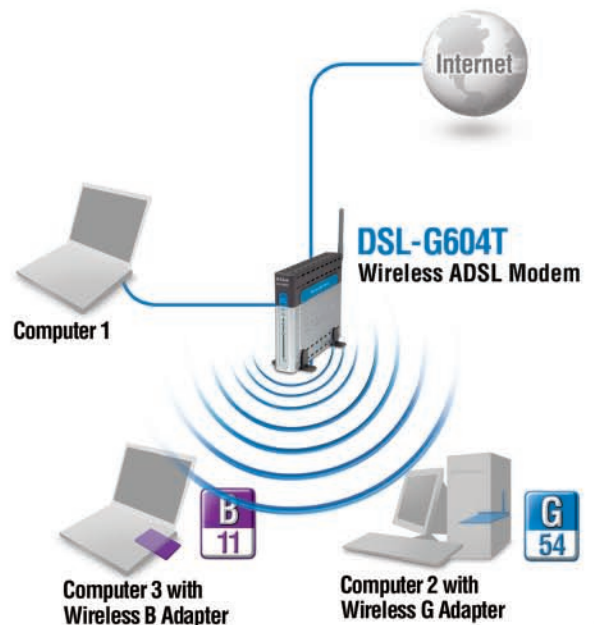 Internet
DSL-G604T
Wireless ADSL Modem
Computer 1
B
11
G
54
Computer 3 with
Wireless B Adapter
Computer 2 with
Wireless G Adapter